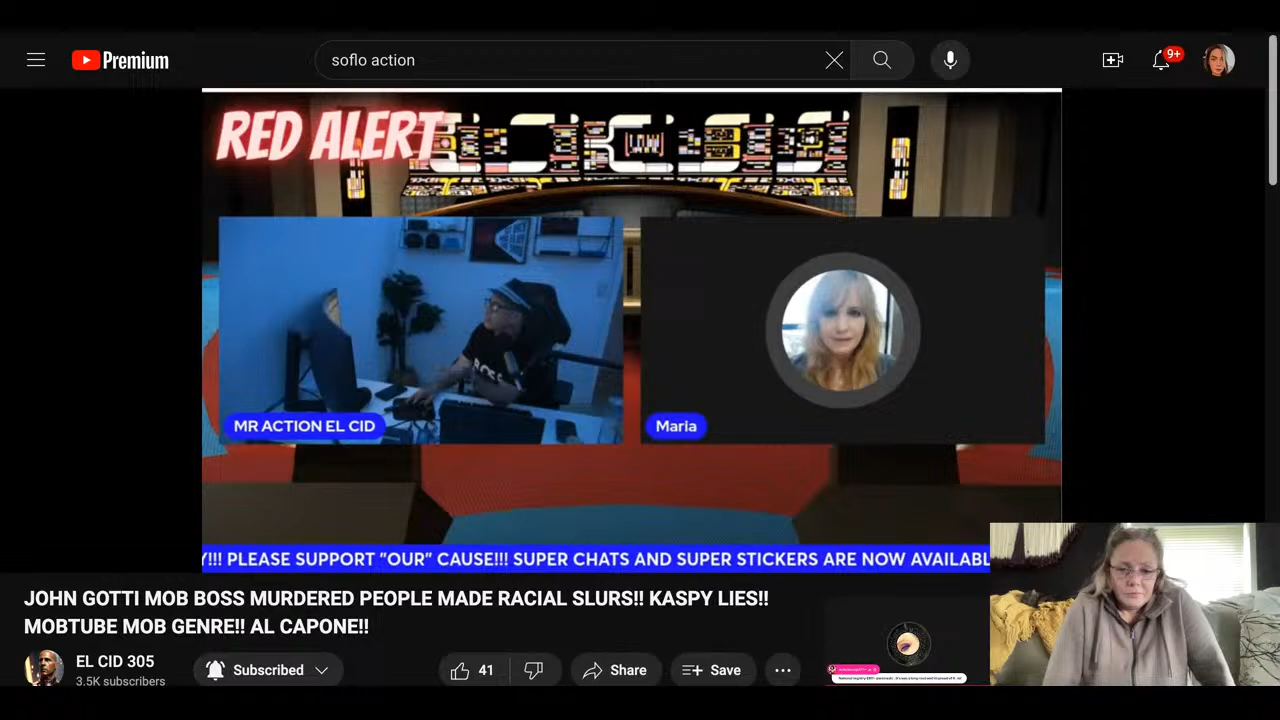 Premium
soflo action
9+
RED ALERT
MR ACTION EL CID
Maria
Y!!! PLEASE SUPPORT "OUR" CAUSE!!! SUPER CHATS AND SUPER STICKERS ARE NOW AVAILABL
JOHN GOTTI MOB BOSS MURDERED PEOPLE MADE RACIAL SLURS!! KASPY LIES!!
MOBTUBE MOB GENRE!! AL CAPONE!!
EL CID 305
3.5K subscribers
Subscribed
41
Share
Save